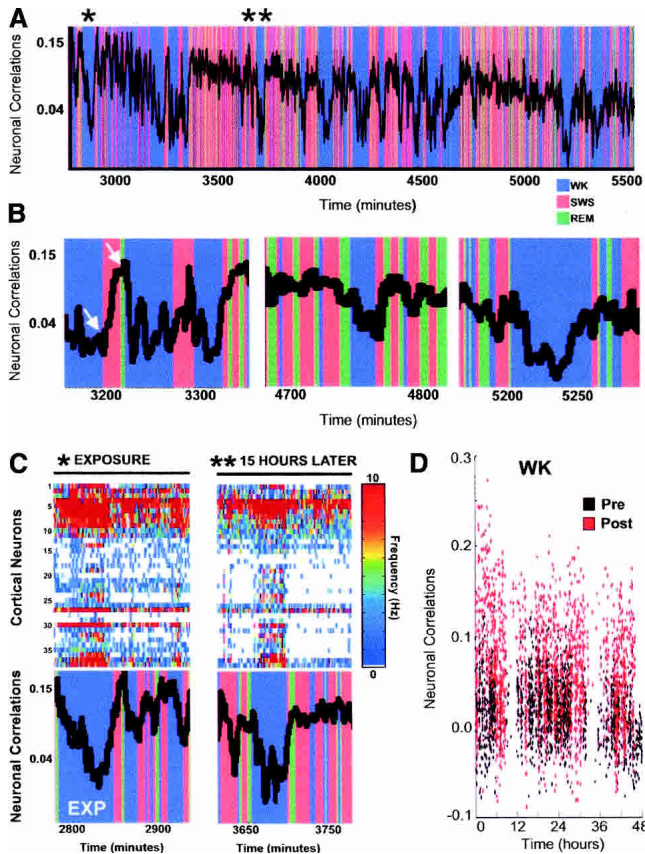 A
*
**
Neuronal Correlations
0.15
0.04
3000 3500 4000 4500 5000 5500
Time (minutes)
WK
SWS
REM
B
Neuronal Correlations
0.15
0.04
3200 3300 4700 4800 5200 5250
Time (minutes)
C
* EXPOSURE
** 15 HOURS LATER
Cortical Neurons
1
5
10
15
20
25
30
35
10
Frequency (Hz)
0
Neuronal Correlations
0.15
0.04
EXP
2800 2900 3650 3750
Time (minutes) Time (minutes)
D
WK
Pre
Post
Neuronal Correlations
0.3
0.2
0.1
0.0
-0.1
0 12 24 36 48
Time (hours)